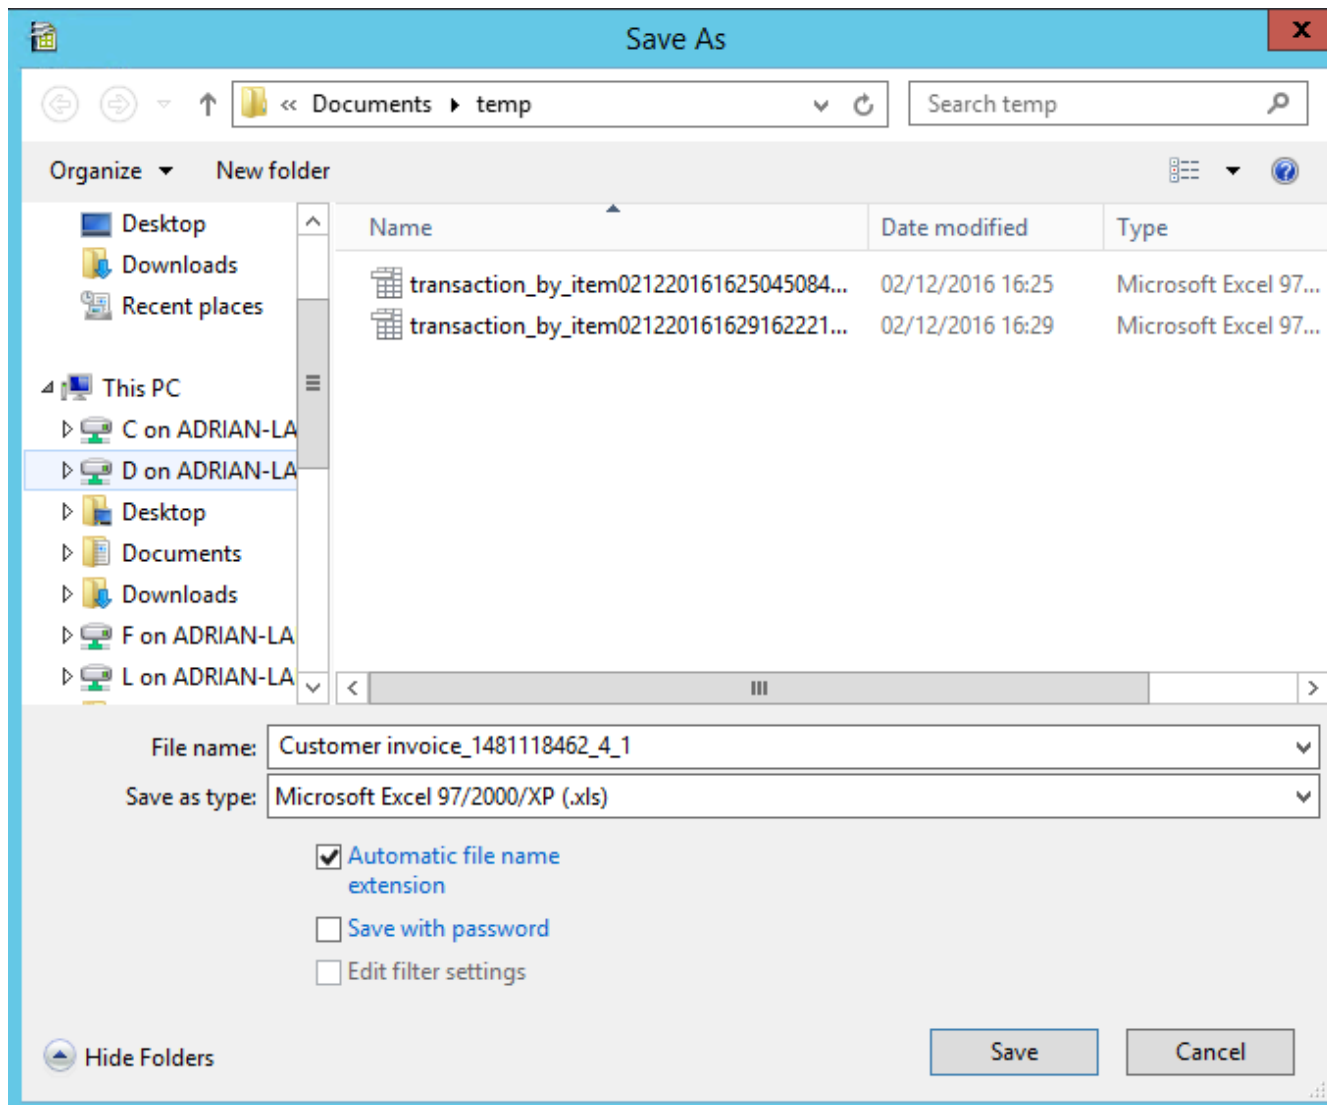 Save As
x
« Documents temp
Search temp
Organize New folder
Desktop
Downloads
Recent places
This PC
C on ADRIAN-LA
D on ADRIAN-LA
Desktop
Documents
Downloads
F on ADRIAN-LA
L on ADRIAN-LA
Name Date modified Type
transaction_by_item021220161625045084... 02/12/2016 16:25 Microsoft Excel 97...
transaction_by_item021220161629162221... 02/12/2016 16:29 Microsoft Excel 97...
File name: Customer invoice_1481118462_4_1
Save as type: Microsoft Excel 97/2000/XP (.xls)
Automatic file name
extension
Save with password
Edit filter settings
Hide Folders
Save Cancel